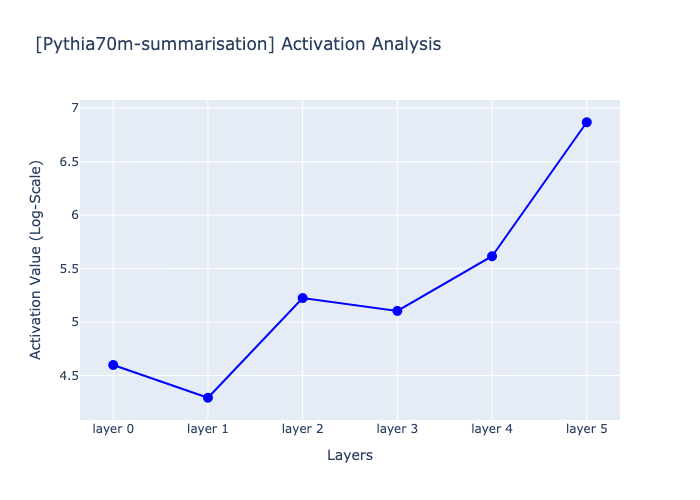 [Pythia70m-summarisation] Activation Analysis
7
6.5
6
5.5
5
4.5
Activation Value (Log-Scale)
layer 0 layer 1 layer 2 layer 3 layer 4 layer 5
Layers